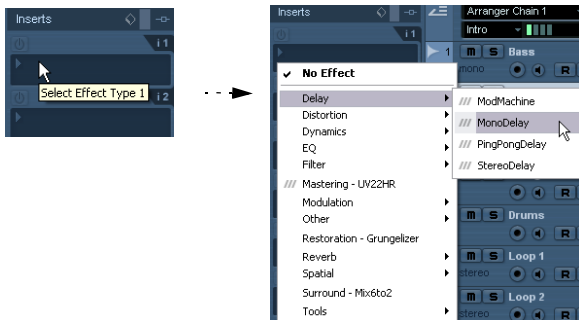 Inserts
i 1
Select Effect Type 1
i 2
Inserts
i 1
No Effect
Delay
Distortion
Dynamics
EQ
Filter
Mastering - UV22HR
Modulation
Other
Restoration - Grungelizer
Reverb
Spatial
Surround - Mix6to2
Tools
Arranger Chain 1
Intro
1 m S Bass
mono R
ModMachine
MonoDelay
PingPongDelay
StereoDelay
R
m S Drums
R
m S Loop 1
stereo R
m S Loop 2
stereo R